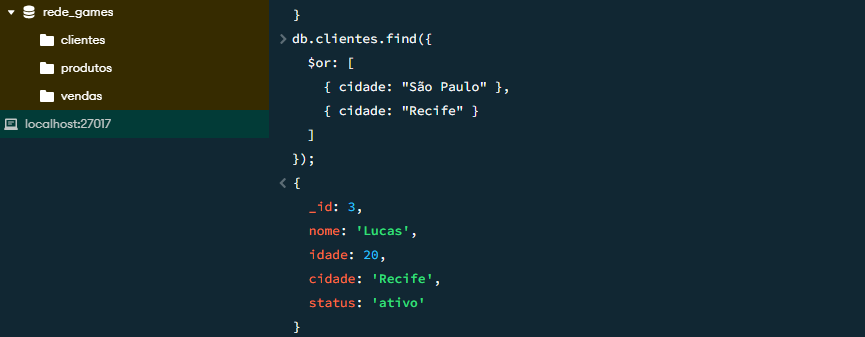 rede_games
clientes
produtos
vendas
localhost:27017
}
db.clientes.find({
$or: [
{ cidade: "São Paulo" },
{ cidade: "Recife" }
]
});
{
_id: 3,
nome: 'Lucas',
idade: 20,
cidade: 'Recife',
status: 'ativo'
}